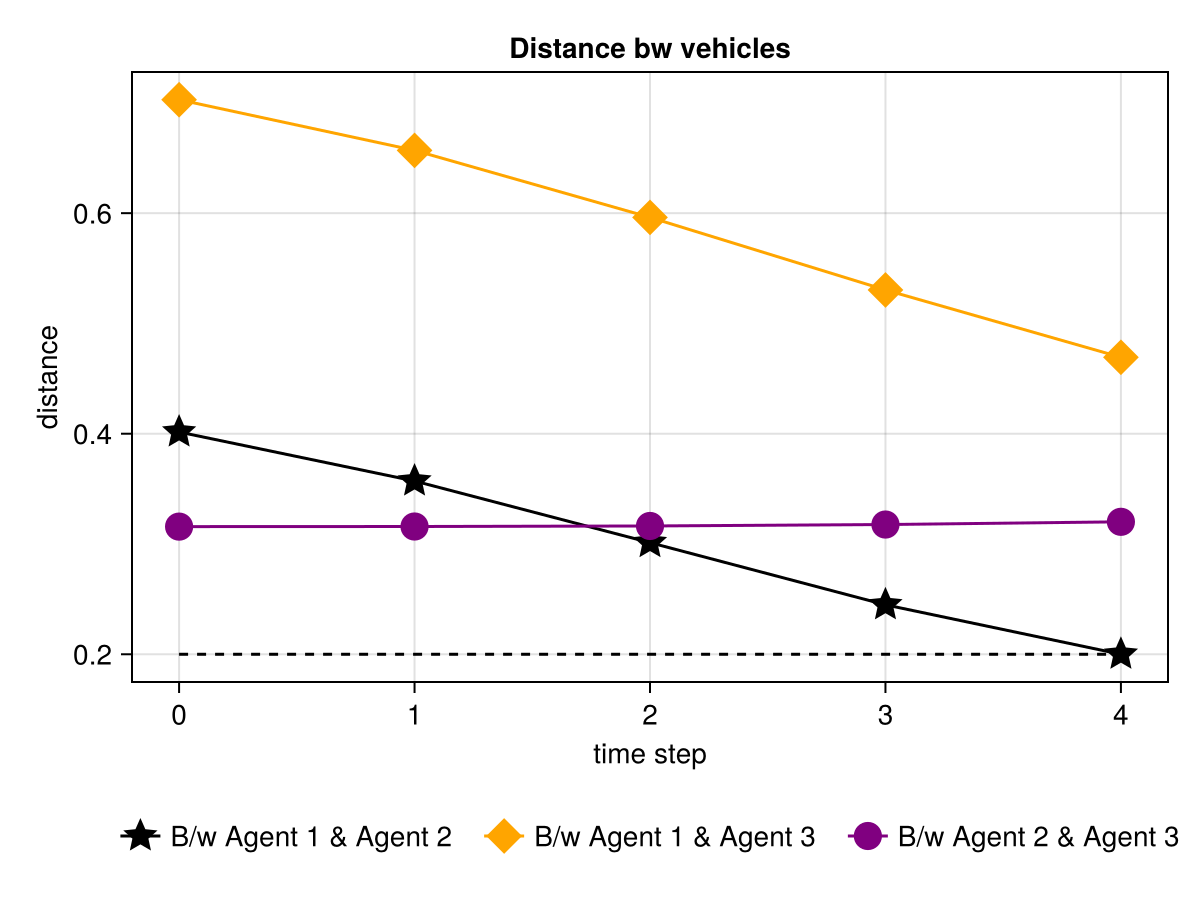 Distance bw vehicles
distance
0.6
0.4
0.2
0 1 2 3 4
time step
B/w Agent 1 & Agent 2 B/w Agent 1 & Agent 3 B/w Agent 2 & Agent 3